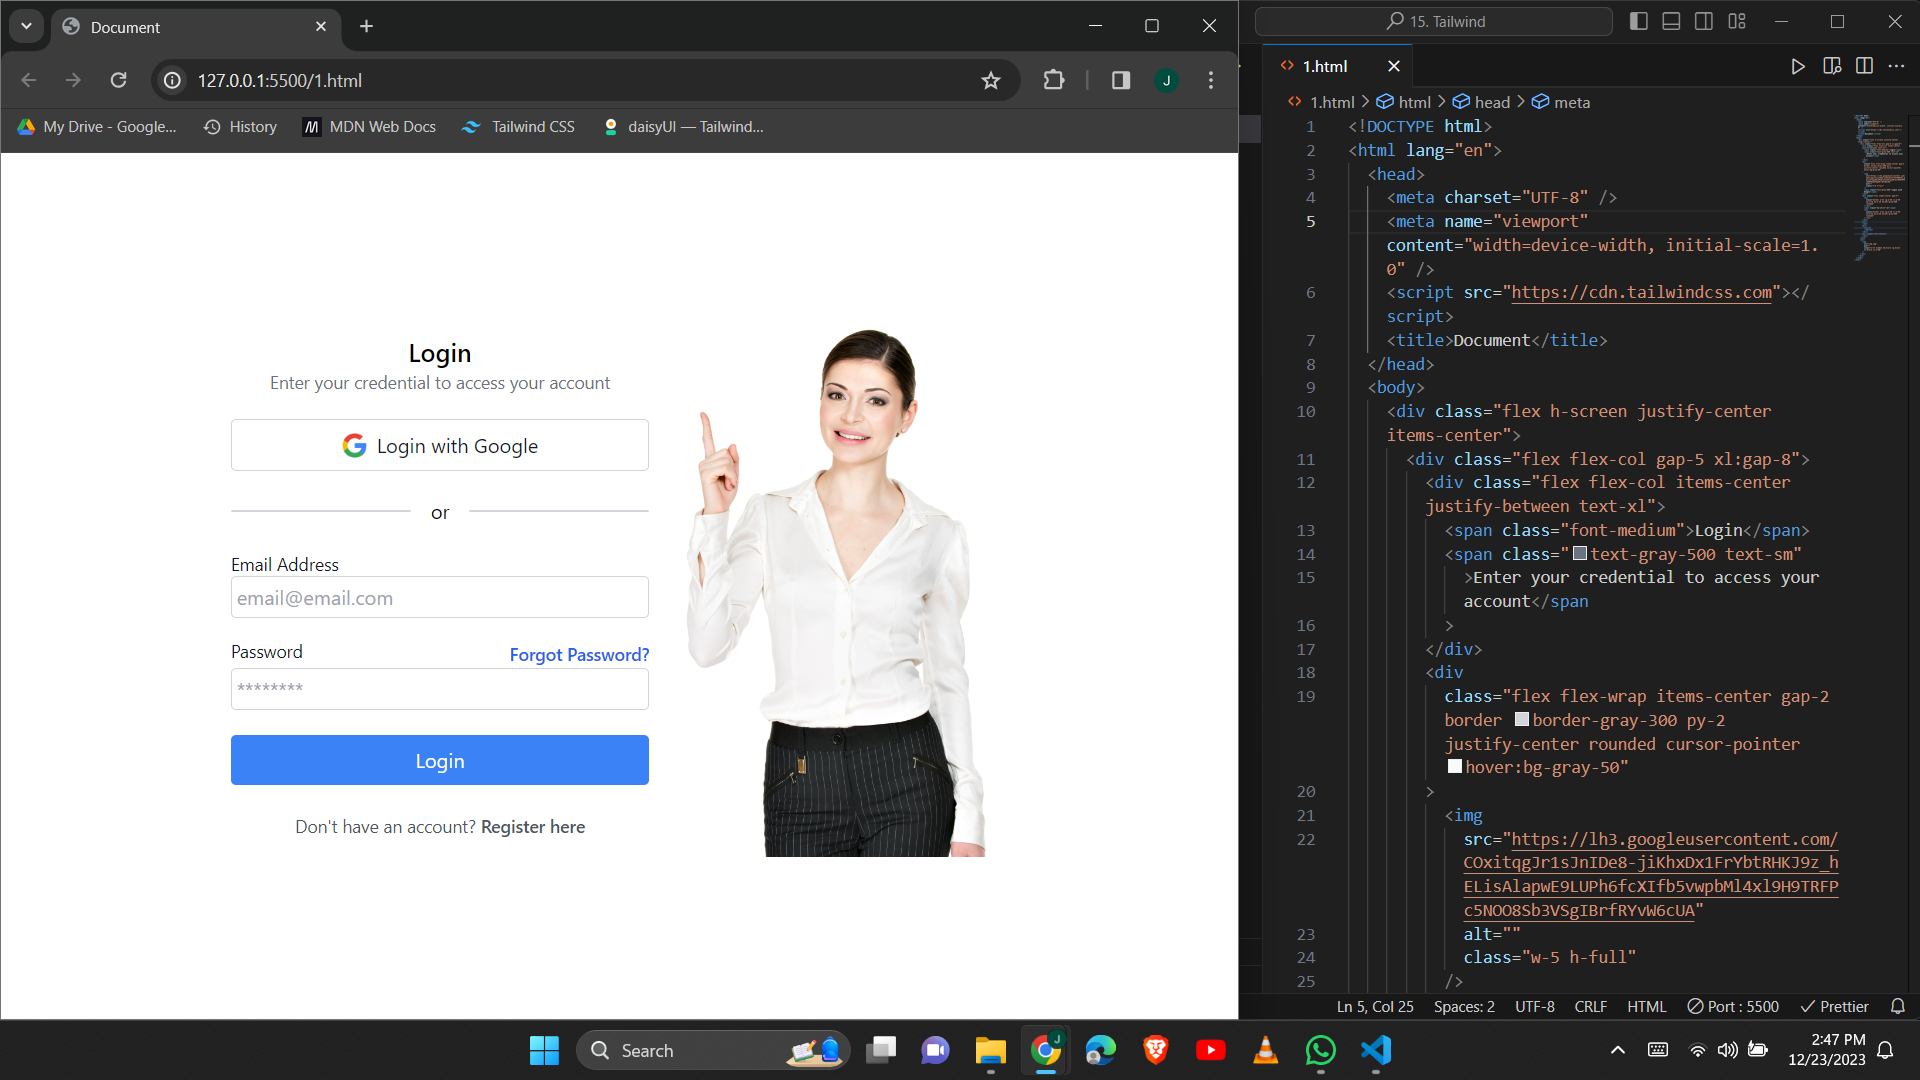 Document
127.0.0.1:5500/1.html
J
My Drive - Google...
History
MDN Web Docs
Tailwind CSS
daisyUI — Tailwind...
Login
Enter your credential to access your account
Login with Google
or
Email Address
email@email.com
Password
Forgot Password?
********
Login
Don't have an account? Register here
15. Tailwind
1.html
1.html > html > head > meta
1 <!DOCTYPE html>
2 <html lang="en">
3 <head>
4 <meta charset="UTF-8" />
5 <meta name="viewport"
content="width=device-width, initial-scale=1.
0" />
6 <script src="https://cdn.tailwindcss.com"></
script>
7 <title>Document</title>
8 </head>
9 <body>
10 <div class="flex h-screen justify-center
items-center">
11 <div class="flex flex-col gap-5 xl:gap-8">
12 <div class="flex flex-col items-center
justify-between text-xl">
13 <span class="font-medium">Login</span>
14 <span class="text-gray-500 text-sm"
15 >Enter your credential to access your
account</span
16 >
17 </div>
18 <div
19 class="flex flex-wrap items-center gap-2
border border-gray-300 py-2
justify-center rounded cursor-pointer
hover:bg-gray-50"
20 >
21 <img
22 src="https://lh3.googleusercontent.com/
COxitqgJr1sJnIDe8-jiKhxDx1FrYbtRHKJ9z_h
ELisAlapwE9LUPh6fcXIfb5vwpbMl4xl9H9TRFP
c5NOO8Sb3VSgIBrfRYvW6cUA"
23 alt=""
24 class="w-5 h-full"
25 />
Ln 5, Col 25
Spaces: 2
UTF-8
CRLF
HTML
Port : 5500
Prettier
Search
J
2:47 PM
12/23/2023